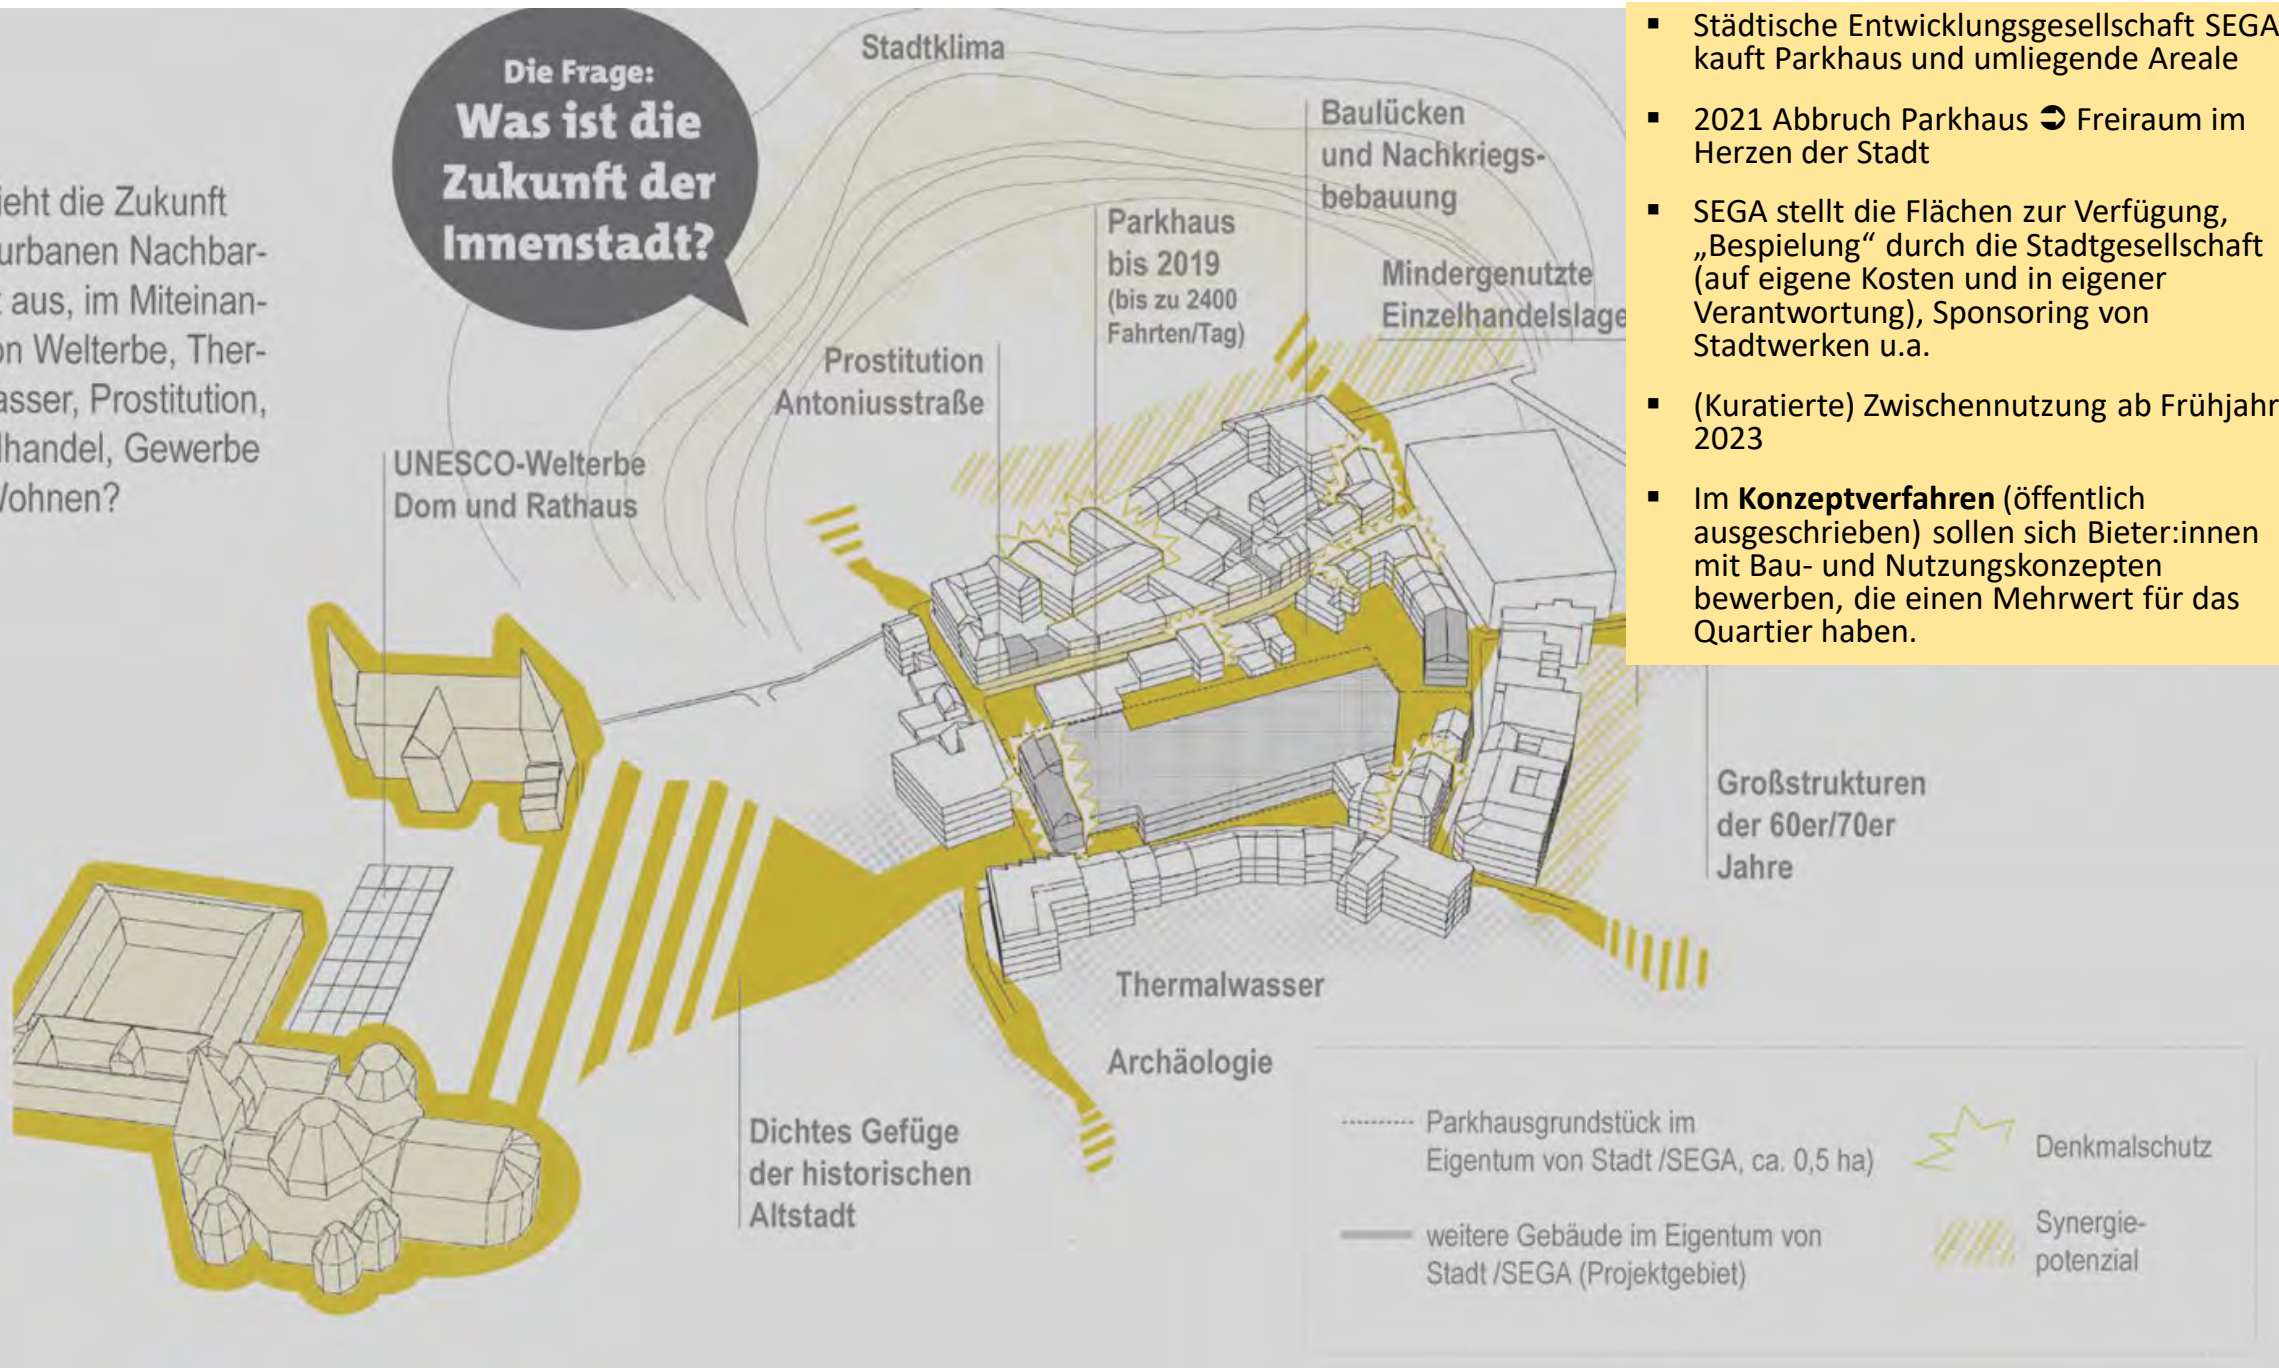 Die Frage:
Was ist die
Zukunft der
Innenstadt?
ieht die Zukunft
urbanen Nachbar-
t aus, im Miteinan-
on Welterbe, Ther-
asser, Prostitution,
lhandel, Gewerbe
Wohnen?
Stadtklima
Baulücken
und Nachkriegs-
bebauung
Parkhaus
bis 2019
(bis zu 2400
Fahrten/Tag)
Mindergenutzte
Einzelhandelslage
Prostitution
Antoniusstraße
UNESCO-Welterbe
Dom und Rathaus
▪ Städtische Entwicklungsgesellschaft SEGA
kauft Parkhaus und umliegende Areale
▪ 2021 Abbruch Parkhaus ➲ Freiraum im
Herzen der Stadt
▪ SEGA stellt die Flächen zur Verfügung,
„Bespielung“ durch die Stadtgesellschaft
(auf eigene Kosten und in eigener
Verantwortung), Sponsoring von
Stadtwerken u.a.
▪ (Kuratierte) Zwischennutzung ab Frühjahr
2023
▪ Im Konzeptverfahren (öffentlich
ausgeschrieben) sollen sich Bieter:innen
mit Bau- und Nutzungskonzepten
bewerben, die einen Mehrwert für das
Quartier haben.
Großstrukturen
der 60er/70er
Jahre
Thermalwasser
Archäologie
Dichtes Gefüge
der historischen
Altstadt
Parkhausgrundstück im
Eigentum von Stadt /SEGA, ca. 0,5 ha)
weitere Gebäude im Eigentum von
Stadt /SEGA (Projektgebiet)
Denkmalschutz
Synergie-
potenzial